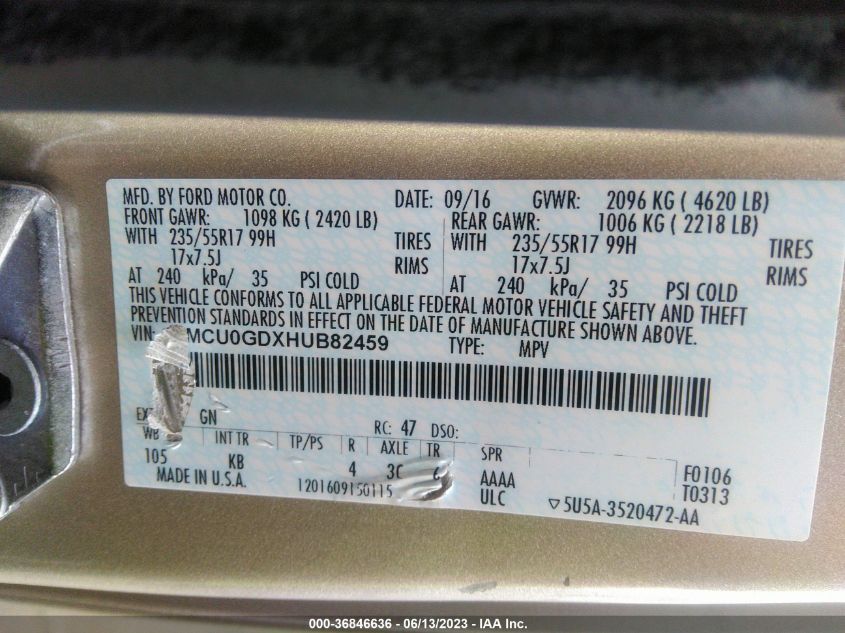 MFD. BY FORD MOTOR CO. DATE: 09/16 GVWR: 2096 KG ( 4620 LB)
FRONT GAWR: 1098 KG ( 2420 LB) REAR GAWR: 1006 KG ( 2218 LB)
WITH 235/55R17 99H TIRES WITH 235/55R17 99H TIRES
17x7.5J RIMS 17x7.5J RIMS
AT 240 kPa/ 35 PSI COLD AT 240 kPa/ 35 PSI COLD
THIS VEHICLE CONFORMS TO ALL APPLICABLE FEDERAL MOTOR VEHICLE SAFETY AND THEFT
PREVENTION STANDARDS IN EFFECT ON THE DATE OF MANUFACTURE SHOWN ABOVE.
VIN: MCU0GDXHUB82459 TYPE: MPV
EXT GN RC: 47 DSO:
WB INT TR TP/PS R AXLE TR SPR
105 KB 4 3C AAAA F0106
MADE IN U.S.A. 1201609150115 ULC T0313
▽5U5A-3520472-AA
000-36846636 - 06/13/2023 - IAA Inc.